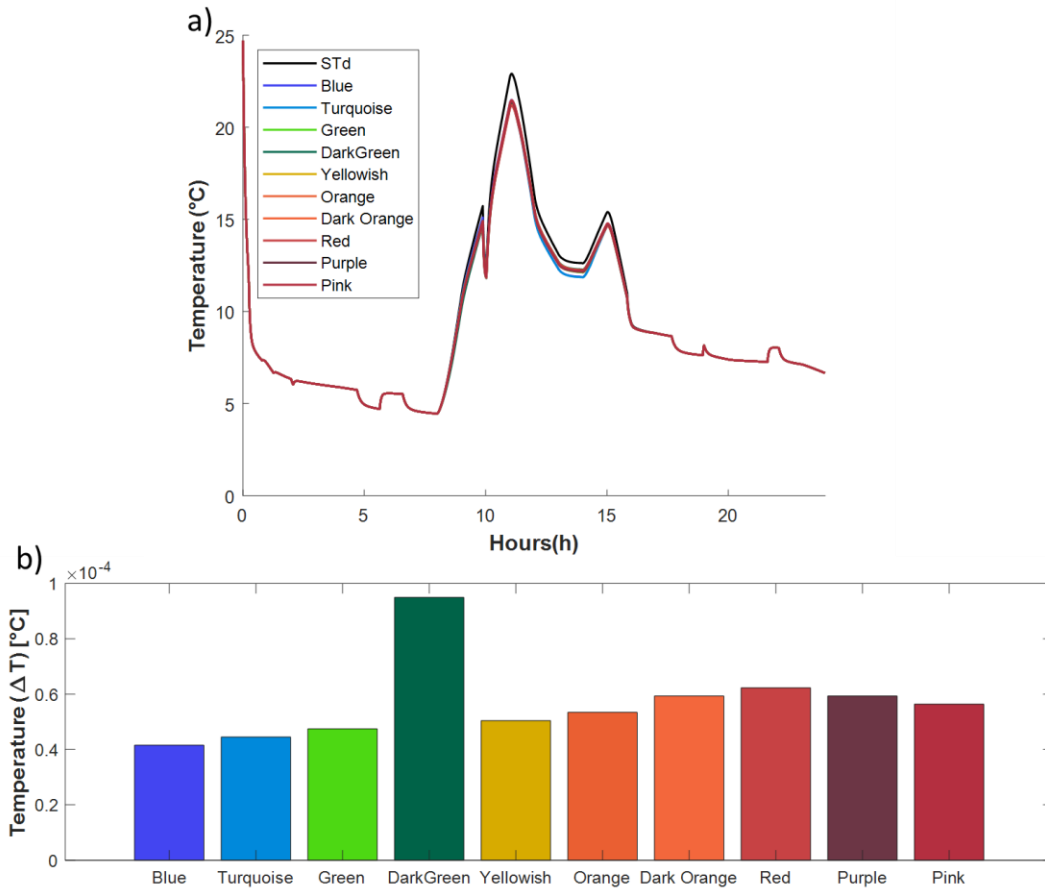 a)
25
20
15
10
5
0
Temperature (°C)
STd
Blue
Turquoise
Green
DarkGreen
Yellowish
Orange
Dark Orange
Red
Purple
Pink
0 5 10 15 20
Hours(h)
b)
×10-4
1
0.8
0.6
0.4
0.2
0
Temperature (Δ T) [°C]
Blue Turquoise Green DarkGreen Yellowish Orange Dark Orange Red Purple Pink